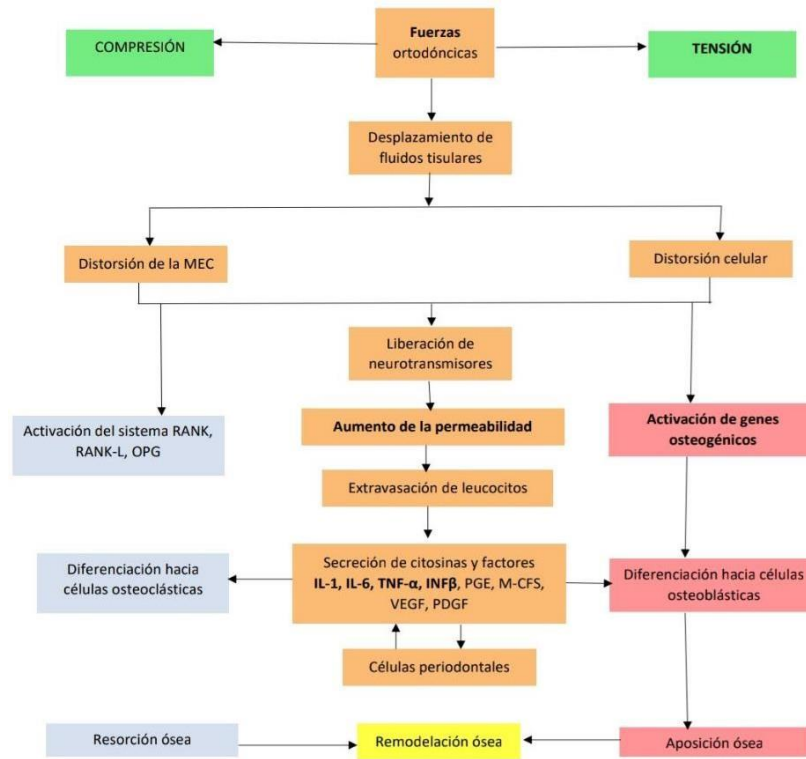 Fuerzas
ortodóncicas
COMPRESIÓN
TENSIÓN
Desplazamiento de
fluidos tisulares
Distorsión de la MEC
Distorsión celular
Liberación de
neurotransmisores
Activación del sistema RANK,
RANK-L, OPG
Aumento de la permeabilidad
Activación de genes
osteogénicos
Extravasación de leucocitos
Diferenciación hacia
células osteoclásticas
Secreción de citosinas y factores
IL-1, IL-6, TNF-α, INFβ, PGE, M-CFS,
VEGF, PDGF
Diferenciación hacia células
osteoblásticas
Células periodontales
Resorción ósea
Remodelación ósea
Aposición ósea